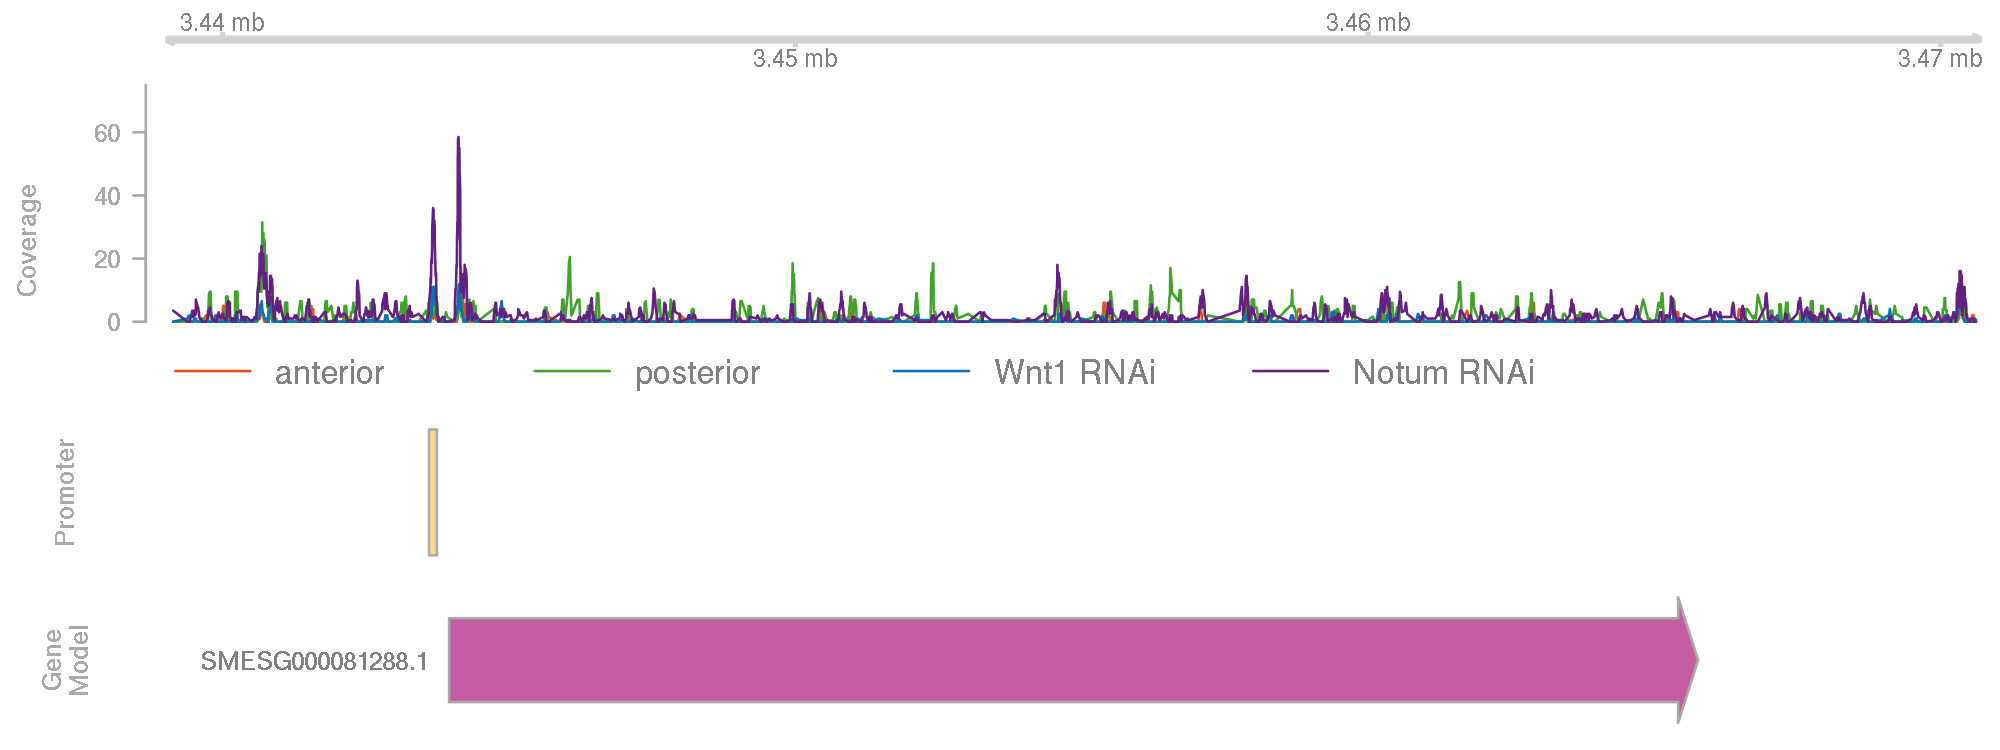 3.44 mb
3.46 mb
3.45 mb
3.47 mb
Coverage
60
40
20
0
anterior
posterior
Wnt1 RNAi
Notum RNAi
Promoter
Gene
Model
SMESG000081288.1